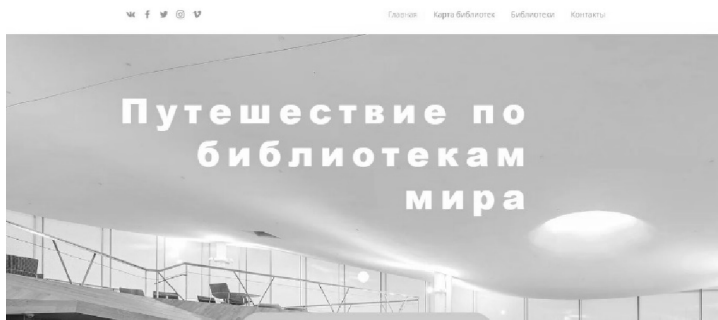 Главная Карта библиотек Библиотеки Контакты
Путешествие по
библиотекам
мира